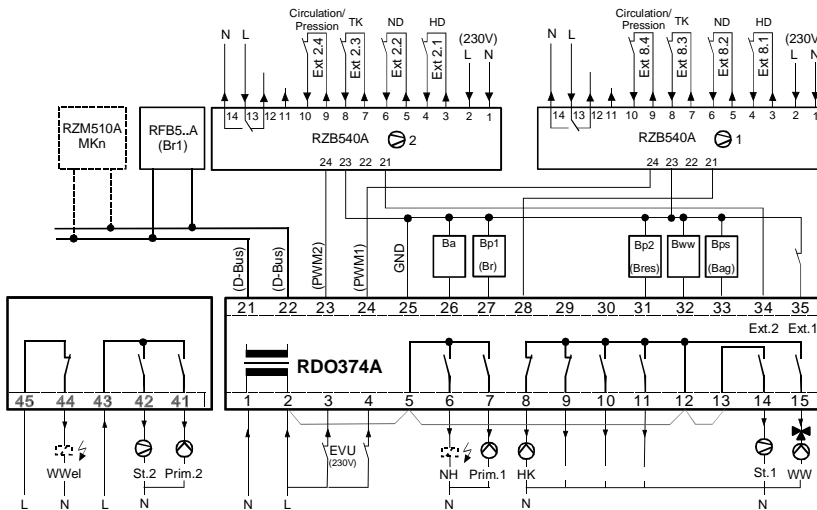 Circulation/ Pression TK ND HD
N L Ext 2.4 Ext 2.3 Ext 2.2 Ext 2.1 (230V) L N
Circulation/ Pression TK ND HD
N L Ext 8.4 Ext 8.3 Ext 8.2 Ext 8.1 (230V) L N
14 13 12 11 10 9 8 7 6 5 4 3 2 1
RZB540A 2
24 23 22 21
14 13 12 11 10 9 8 7 6 5 4 3 2 1
RZB540A 1
24 23 22 21
RZM510A
MKn
RFB5..A
(Br1)
(D-Bus) (D-Bus) (PWM2) (PWM1) GND
Ba
Bp1
(Br)
Bp2
(Bres)
Bww
Bps
(Bag)
21 22 23 24 25 26 27 28 29 30 31 32 33 34 35
Ext.2 Ext.1
RDO374A
45 44 43 42 41
1 2 3 4 5 6 7 8 9 10 11 12 13 14 15
WWel St.2 Prim.2
L N L N
EVU
(230V)
NH Prim.1 HK St.1 WW
N L N N N